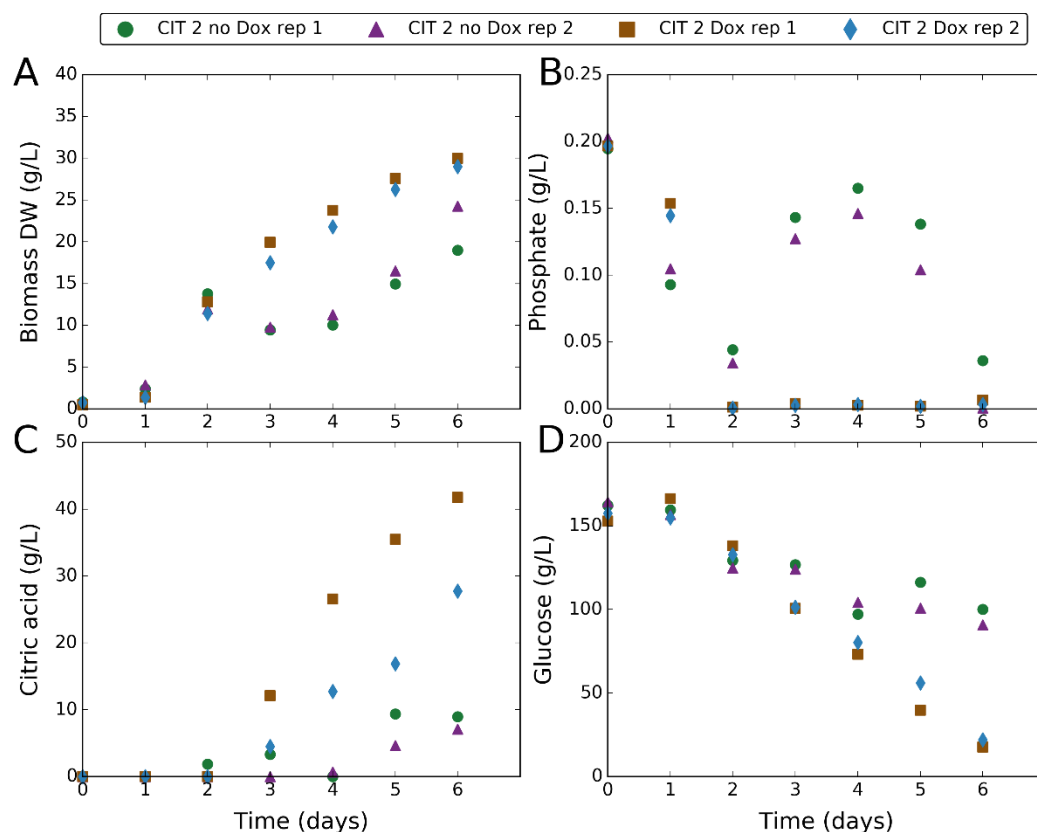 CIT 2 no Dox rep 1 CIT 2 no Dox rep 2 CIT 2 Dox rep 1 CIT 2 Dox rep 2
A
Biomass DW (g/L)
40
35
30
25
20
15
10
5
0
0 1 2 3 4 5 6
B
Phosphate (g/L)
0.25
0.20
0.15
0.10
0.05
0.00
0 1 2 3 4 5 6
C
Citric acid (g/L)
50
40
30
20
10
0
0 1 2 3 4 5 6
Time (days)
D
Glucose (g/L)
200
150
100
50
0
0 1 2 3 4 5 6
Time (days)